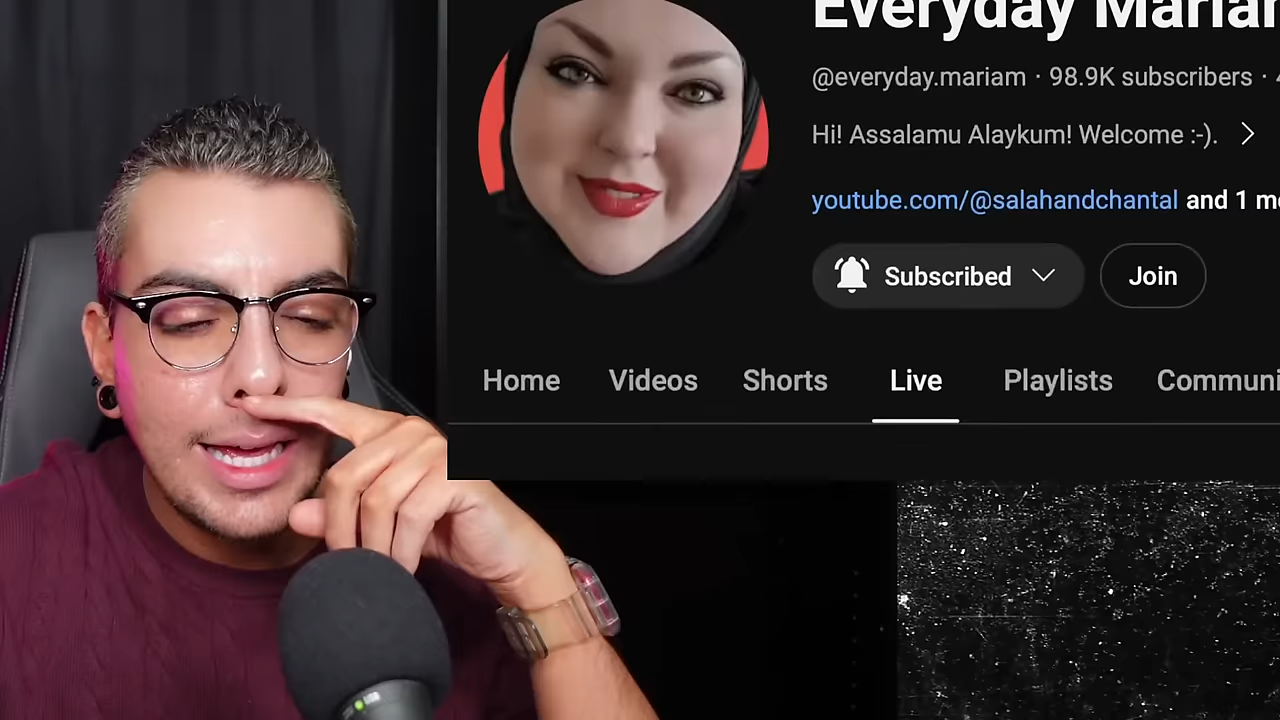 Everyday Mariam
@everyday.mariam · 98.9K subscribers ·
Hi! Assalamu Alaykum! Welcome :-).
youtube.com/@salahandchantal and 1
Subscribed
Join
Home Videos Shorts Live Playlists Communi